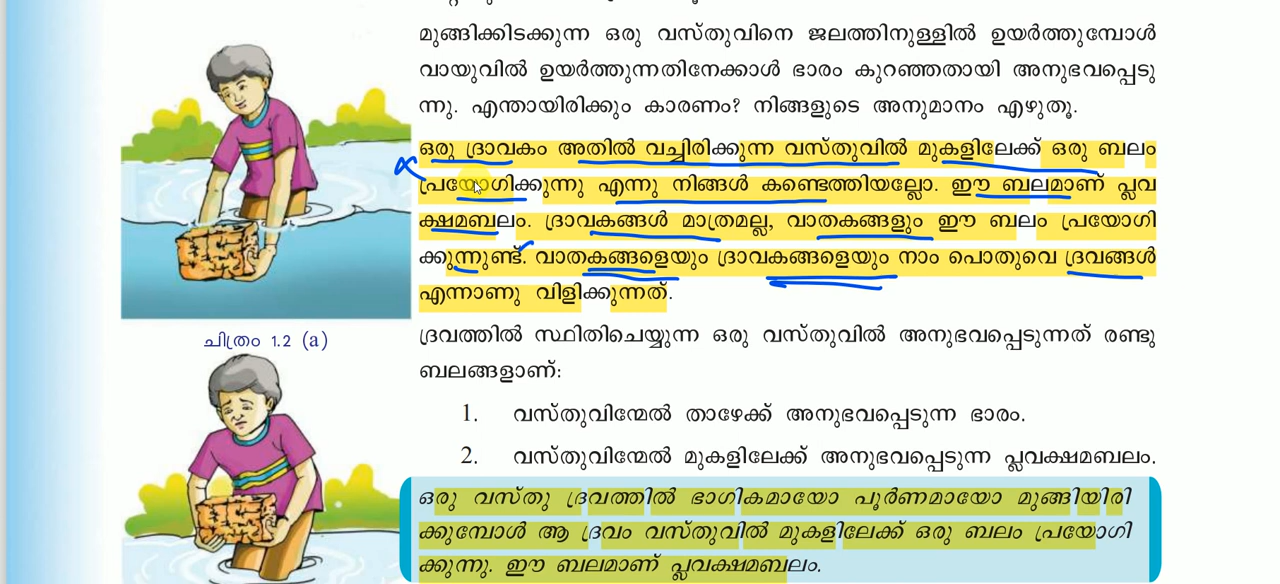 മുങ്ങിക്കിടക്കുന്ന ഒരു വസ്തുവിനെ ജലത്തിനുള്ളിൽ ഉയർത്തുമ്പോൾ
വായുവിൽ ഉയർത്തുന്നതിനേക്കാൾ ഭാരം കുറഞ്ഞതായി അനുഭവപ്പെടു
ന്നു. എന്തായിരിക്കും കാരണം? നിങ്ങളുടെ അനുമാനം എഴുതൂ.
ഒരു ദ്രാവകം അതിൽ വച്ചിരിക്കുന്ന വസ്തുവിൽ മുകളിലേക്ക് ഒരു ബലം
പ്രയോഗിക്കുന്നു എന്നു നിങ്ങൾ കണ്ടെത്തിയല്ലോ. ഈ ബലമാണ് പ്ലവ
ക്ഷമബലം. ദ്രാവകങ്ങൾ മാത്രമല്ല, വാതകങ്ങളും ഈ ബലം പ്രയോഗി
ക്കുന്നുണ്ട്. വാതകങ്ങളെയും ദ്രാവകങ്ങളെയും നാം പൊതുവെ ദ്രവങ്ങൾ
എന്നാണു വിളിക്കുന്നത്.
ചിത്രം 1.2 (a)
ദ്രവത്തിൽ സ്ഥിതിചെയ്യുന്ന ഒരു വസ്തുവിൽ അനുഭവപ്പെടുന്നത് രണ്ടു
ബലങ്ങളാണ്:
1. വസ്തുവിന്മേൽ താഴേക്ക് അനുഭവപ്പെടുന്ന ഭാരം.
2. വസ്തുവിന്മേൽ മുകളിലേക്ക് അനുഭവപ്പെടുന്ന പ്ലവക്ഷമബലം.
ഒരു വസ്തു ദ്രവത്തിൽ ഭാഗികമായോ പൂർണമായോ മുങ്ങിയിരി
ക്കുമ്പോൾ ആ ദ്രവം വസ്തുവിൽ മുകളിലേക്ക് ഒരു ബലം പ്രയോഗി
ക്കുന്നു. ഈ ബലമാണ് പ്ലവക്ഷമബലം.